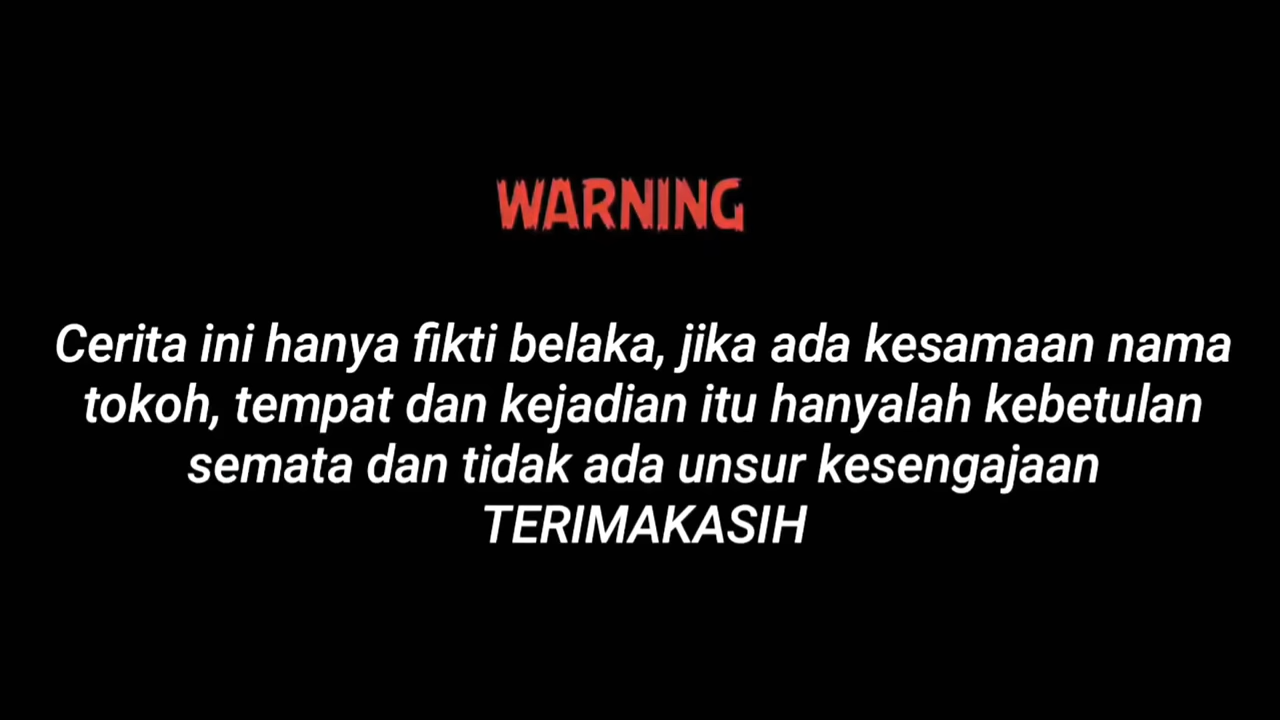 WARNING
Cerita ini hanya fikti belaka, jika ada kesamaan nama
tokoh, tempat dan kejadian itu hanyalah kebetulan
semata dan tidak ada unsur kesengajaan
TERIMAKASIH